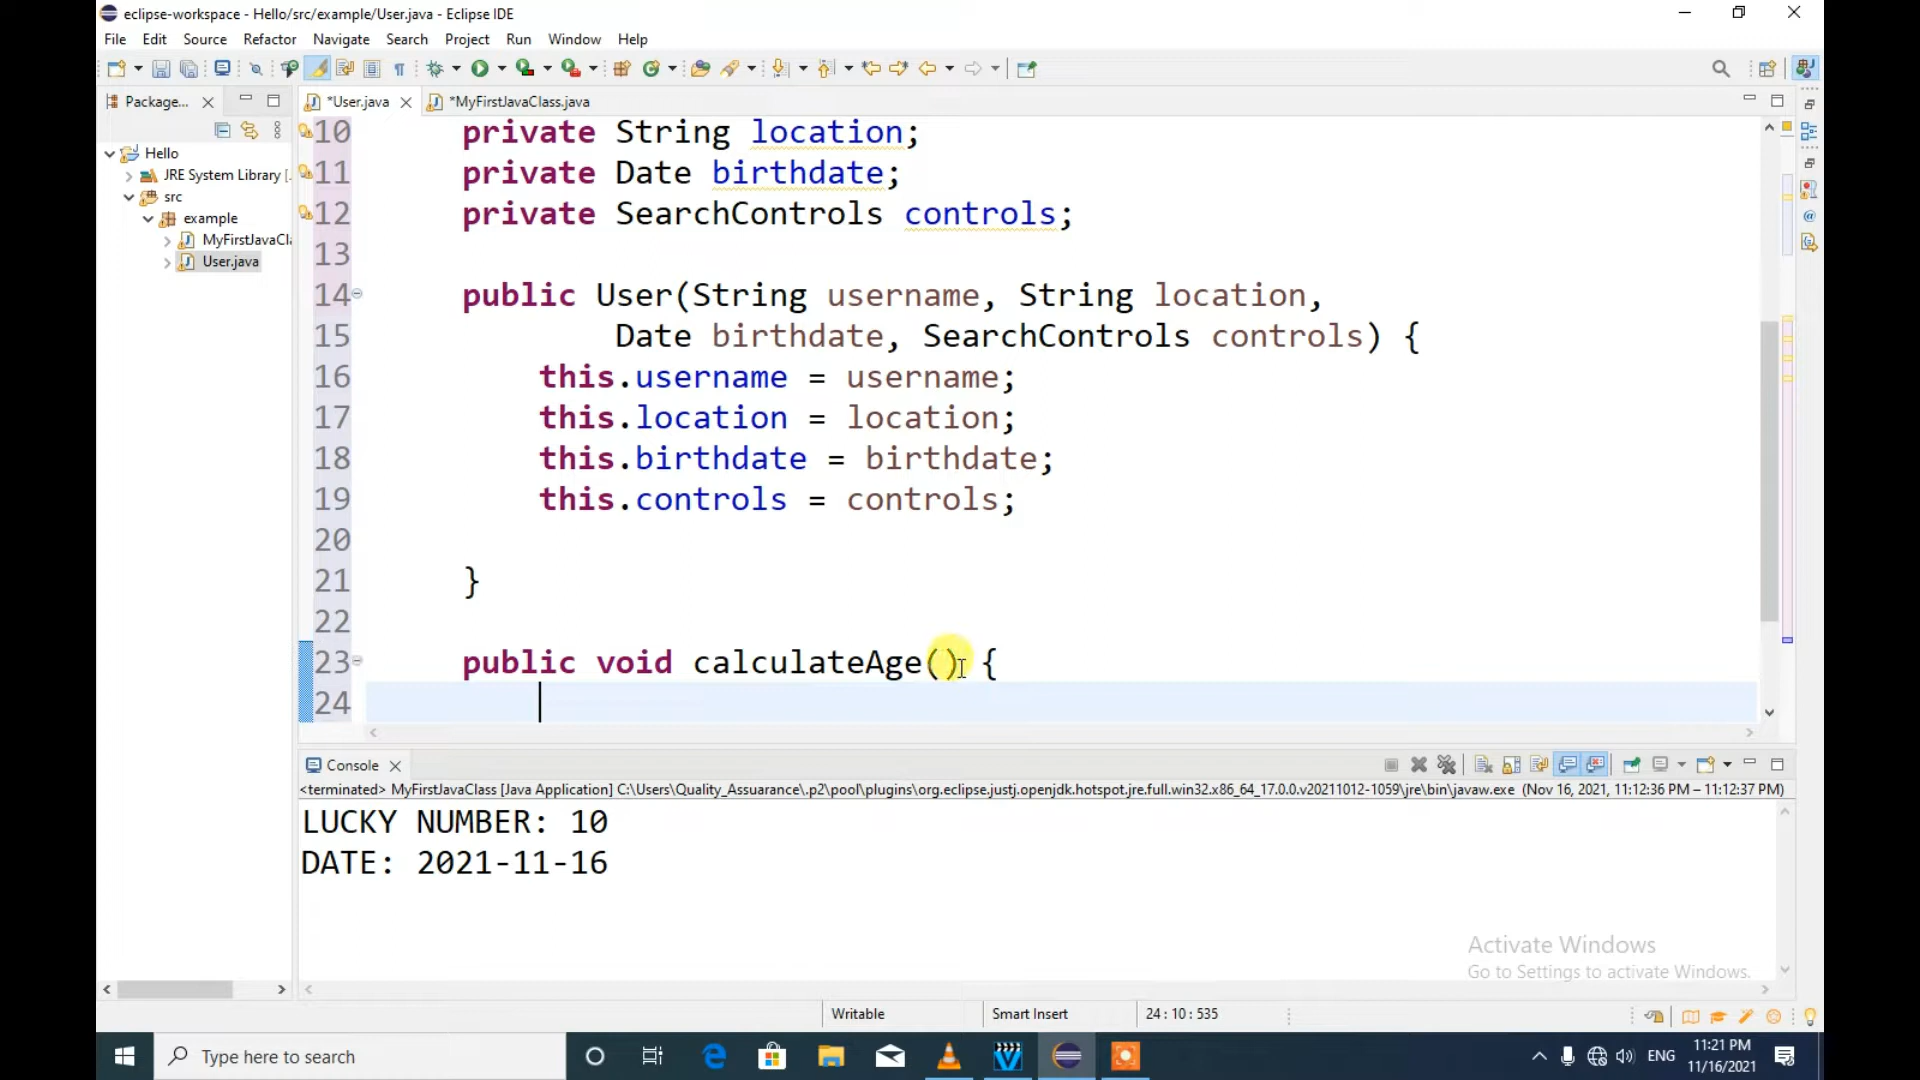 eclipse-workspace - Hello/src/example/User.java - Eclipse IDE
File Edit Source Refactor Navigate Search Project Run Window Help
Package...
*User.java
*MyFirstJavaClass.java
Hello
JRE System Library [
src
example
MyFirstJavaCla
User.java
10 private String location;
11 private Date birthdate;
12 private SearchControls controls;
13
14 public User(String username, String location,
15 Date birthdate, SearchControls controls) {
16 this.username = username;
17 this.location = location;
18 this.birthdate = birthdate;
19 this.controls = controls;
20
21 }
22
23 public void calculateAge() {
24
Console
<terminated> MyFirstJavaClass [Java Application] C:\Users\Quality_Assuarance\.p2\pool\plugins\org.eclipse.justj.openjdk.hotspot.jre.full.win32.x86_64_17.0.0.v20211012-1059\jre\bin\javaw.exe (Nov 16, 2021, 11:12:36 PM – 11:12:37 PM)
LUCKY NUMBER: 10
DATE: 2021-11-16
Activate Windows
Go to Settings to activate Windows.
Writable Smart Insert 24 : 10 : 535
Type here to search
ENG
11:21 PM
11/16/2021